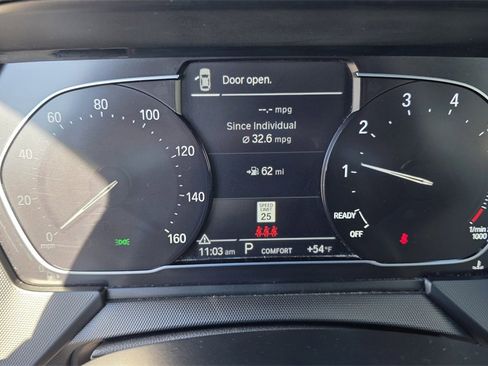 Door open.
--.- mpg
Since Individual
Ø 32.6 mpg
62 mi
SPEED
LIMIT
25
11:03 am P COMFORT +54°F
0 20 40 60 80 100 120 140 160
mph
1 2 3 4
READY
OFF
1/min
1000